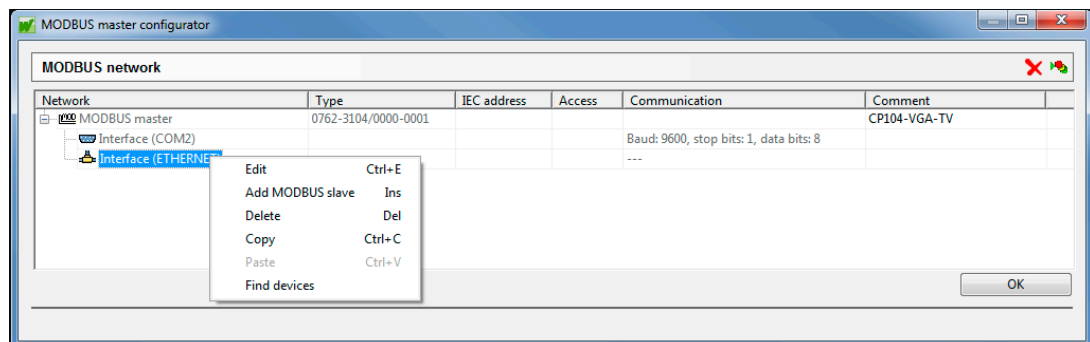 MODBUS master configurator
MODBUS network
Network Type IEC address Access Communication Comment
MODBUS master 0762-3104/0000-0001 CP104-VGA-TV
Interface (COM2) Baud: 9600, stop bits: 1, data bits: 8
Interface (ETHERNET) ---
Edit Ctrl+E
Add MODBUS slave Ins
Delete Del
Copy Ctrl+C
Paste Ctrl+V
Find devices
OK